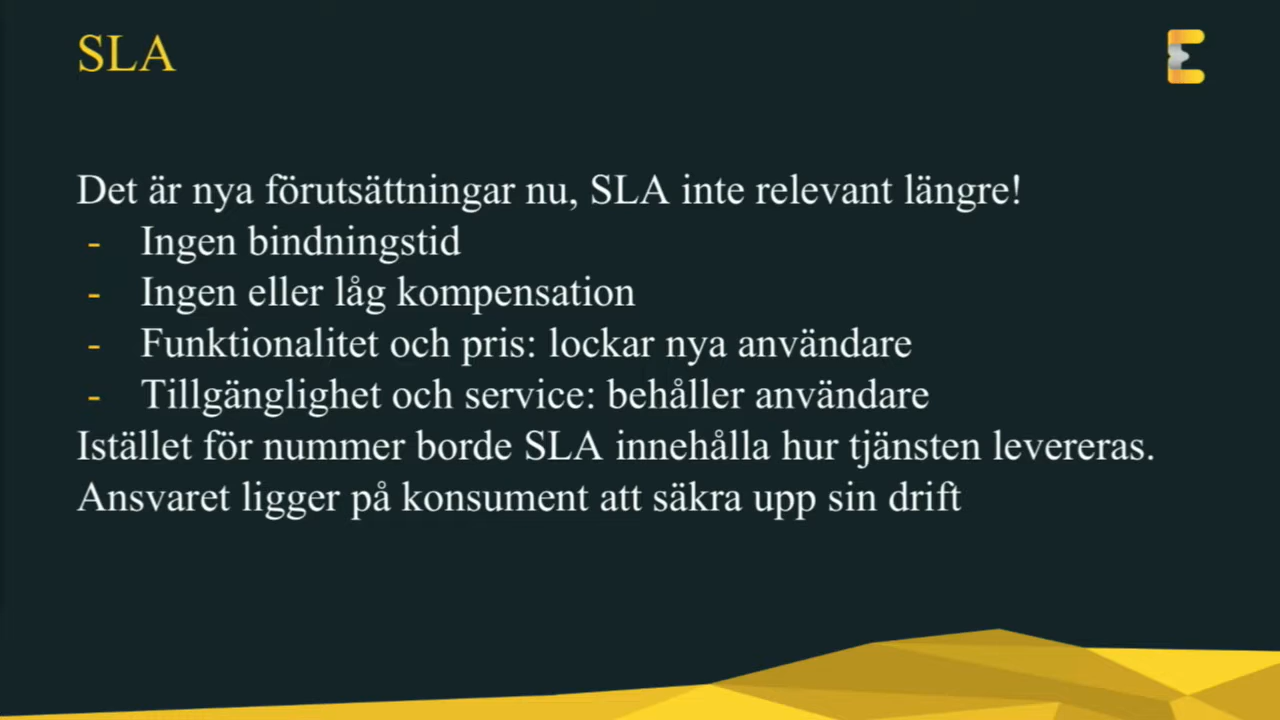 SLA
Det är nya förutsättningar nu, SLA inte relevant längre!
- Ingen bindningstid
- Ingen eller låg kompensation
- Funktionalitet och pris: lockar nya användare
- Tillgänglighet och service: behåller användare
Istället för nummer borde SLA innehålla hur tjänsten levereras.
Ansvaret ligger på konsument att säkra upp sin drift